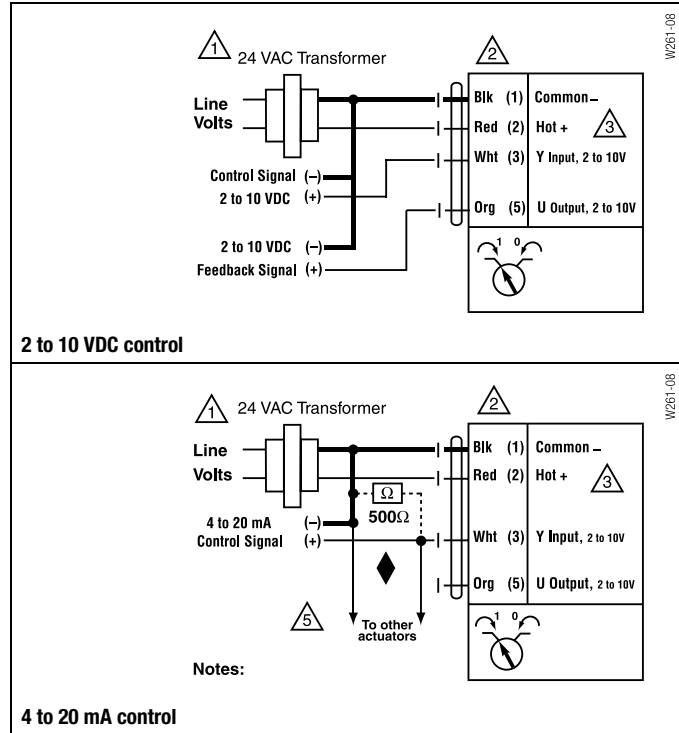 W261-08
1 24 VAC Transformer 2
Line
Volts
Blk (1) Common –
Red (2) Hot + 3
Wht (3) Y Input, 2 to 10V
Control Signal (–)
2 to 10 VDC (+)
Org (5) U Output, 2 to 10V
2 to 10 VDC (–)
Feedback Signal (+)
1 0
2 to 10 VDC control
W261-08
1 24 VAC Transformer 2
Line
Volts
Blk (1) Common –
Red (2) Hot + 3
Ω
500Ω
4 to 20 mA (–)
Control Signal (+)
Wht (3) Y Input, 2 to 10V
Org (5) U Output, 2 to 10V
5
To other
actuators
1 0
Notes:
4 to 20 mA control